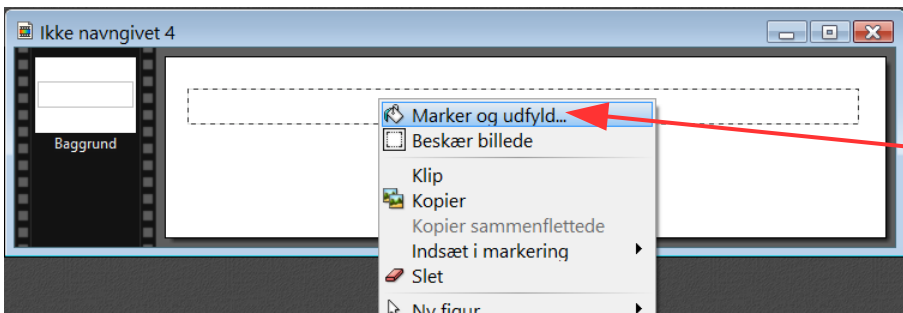 Ikke navngivet 4
Baggrund
Marker og udfyld...
Beskær billede
Klip
Kopier
Kopier sammenflettede
Indsæt i markering
Slet
Ny figur